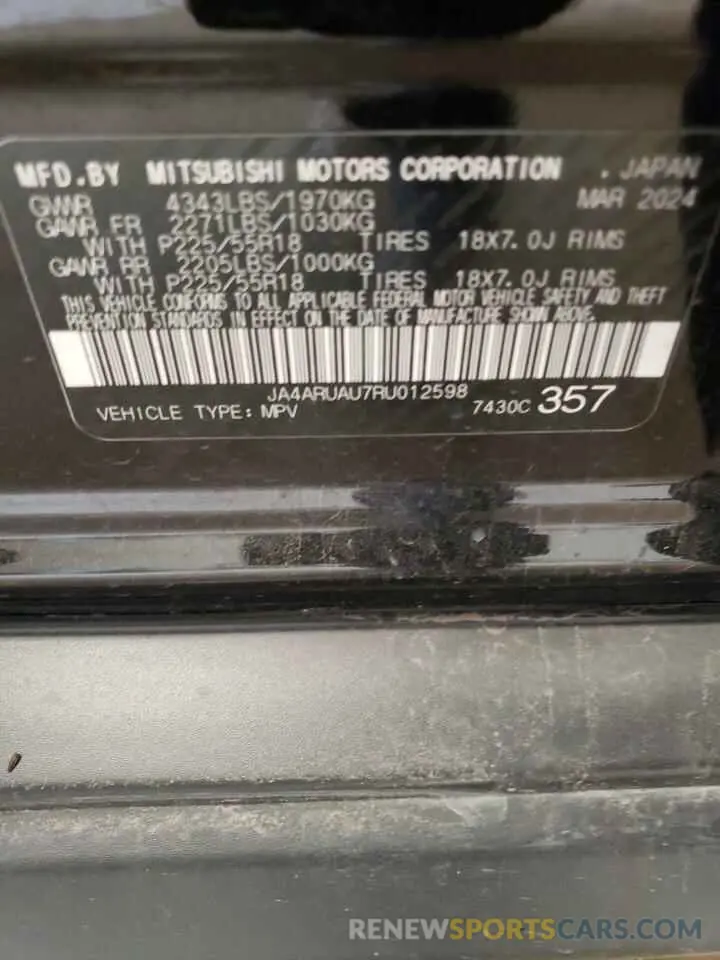 MFD.BY MITSUBISHI MOTORS CORPORATION . JAPAN
GVWR 4343LBS/1970KG MAR 2024
GAWR FR 2271LBS/1030KG
WITH P225/55R18 TIRES 18X7.0J RIMS
GAWR RR 2205LBS/1000KG
WITH P225/55R18 TIRES 18X7.0J RIMS
THIS VEHICLE CONFORMS TO ALL APPLICABLE FEDERAL MOTOR VEHICLE SAFETY AND THEFT
PREVENTION STANDARDS IN EFFECT ON THE DATE OF MANUFACTURE SHOWN ABOVE.
JA4ARUAU7RU012598
VEHICLE TYPE: MPV 7430C 357
RENEWSPORTSCARS.COM